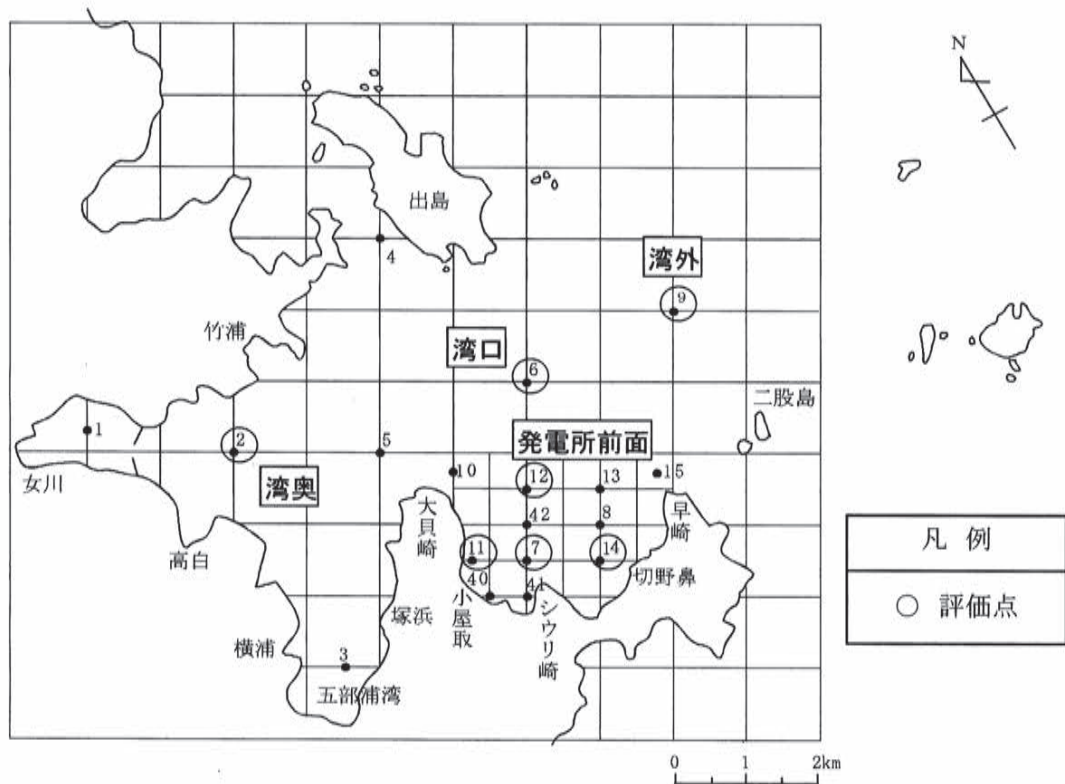 N
出島
4
湾外
9
竹浦
湾口
6
二股島
発電所前面
1
2
5
10
12
13
15
女川
湾奥
大貝崎
42
8
早崎
高白
11
7
14
切野鼻
40
41
小屋取
シウリ崎
塚浜
横浦
3
五部浦湾
凡例
○ 評価点
0 1 2km